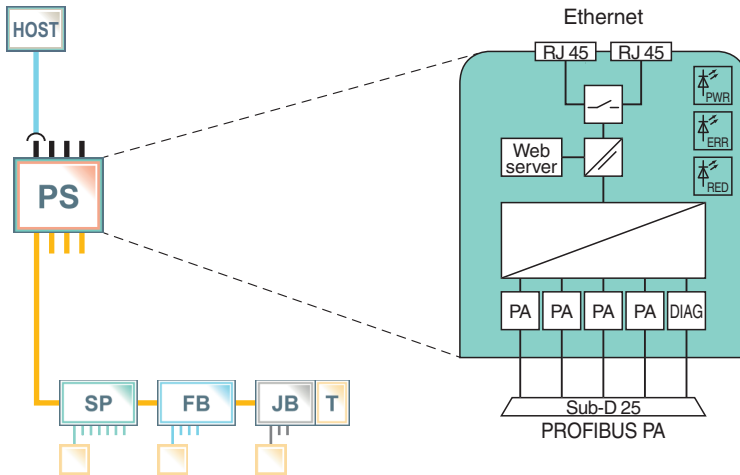 HOST
PS
SP
FB
JB
T
Ethernet
RJ 45
RJ 45
PWR
ERR
RED
Web
server
PA
PA
PA
PA
DIAG
Sub-D 25
PROFIBUS PA